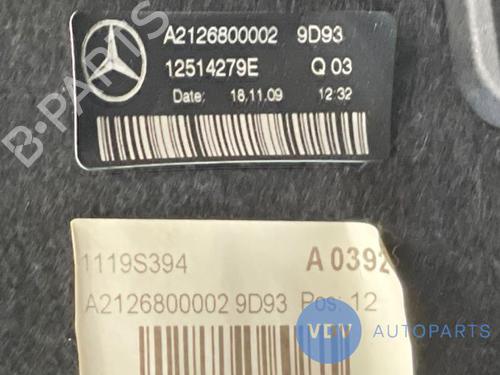 A2126800002 9D93
12514279E Q 03
Date: 18.11.09 12:32
1119S394 A 0392
A2126800002 9D93 Pos: 12
VDV AUTOPARTS
B-PARTS